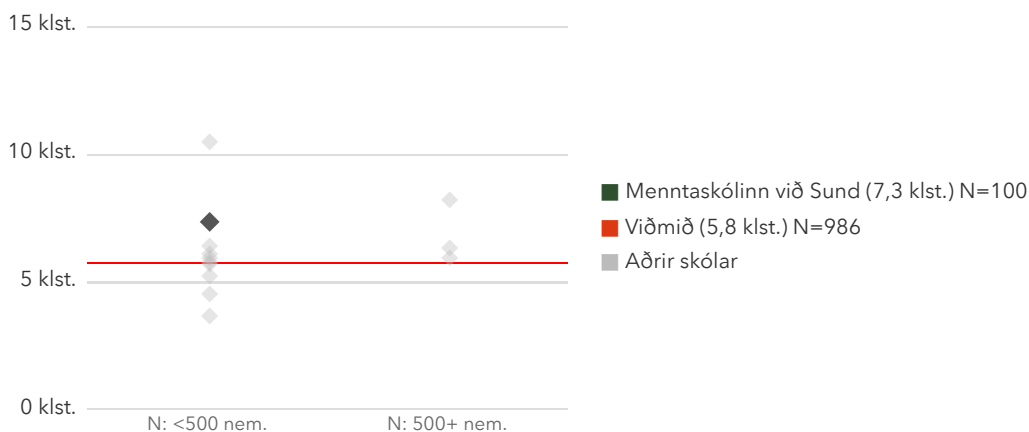 15 klst.
10 klst.
5 klst.
0 klst.
N: <500 nem.
N: 500+ nem.
Menntaskólinn við Sund (7,3 klst.) N=100
Viðmið (5,8 klst.) N=986
Aðrir skólar